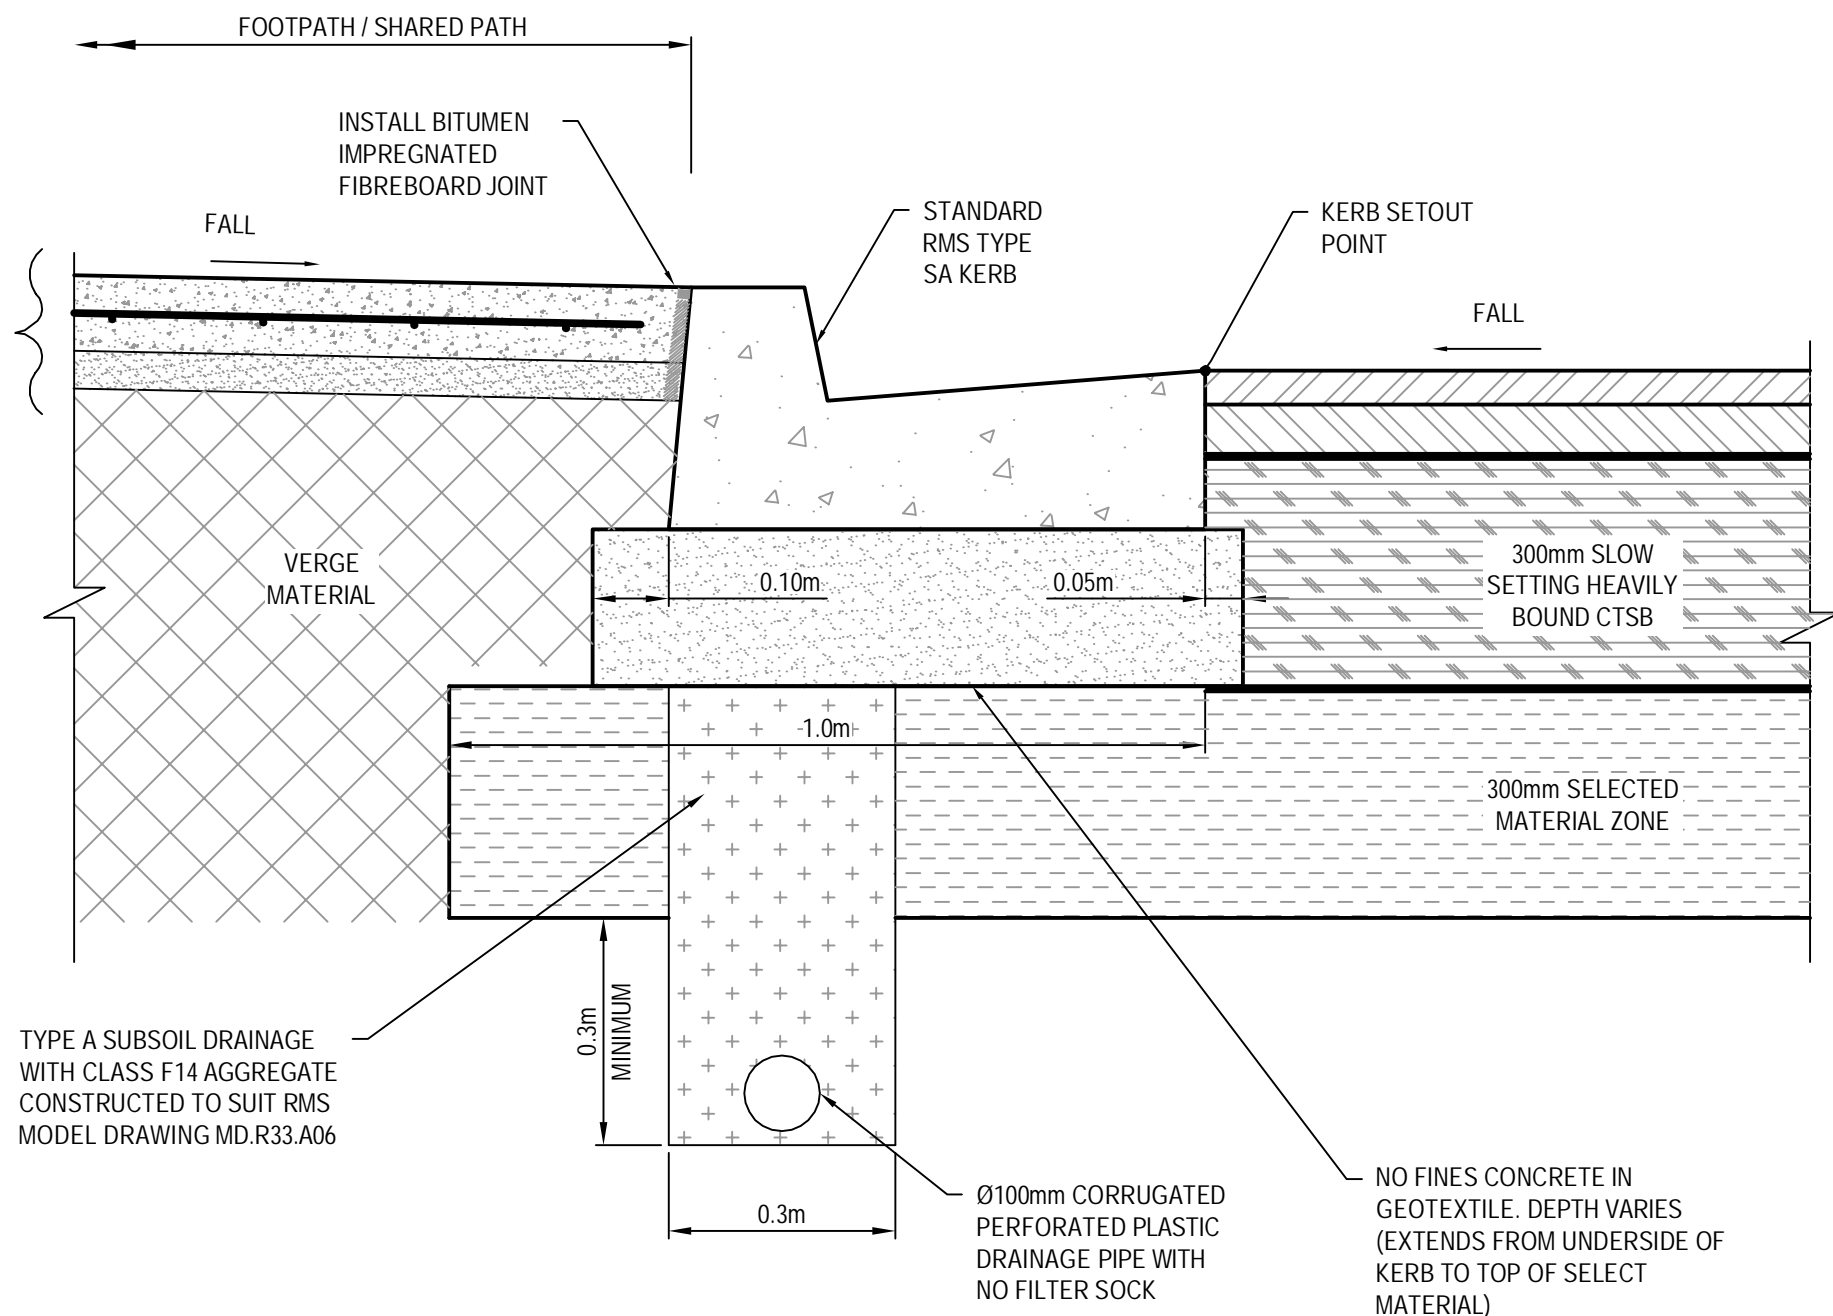 FOOTPATH / SHARED PATH
INSTALL BITUMEN
IMPREGNATED
FIBREBOARD JOINT
FALL
STANDARD
RMS TYPE
SA KERB
KERB SETOUT
POINT
FALL
VERGE
MATERIAL
0.10m
0.05m
300mm SLOW
SETTING HEAVILY
BOUND CTSB
1.0m
300mm SELECTED
MATERIAL ZONE
0.3m
MINIMUM
TYPE A SUBSOIL DRAINAGE
WITH CLASS F14 AGGREGATE
CONSTRUCTED TO SUIT RMS
MODEL DRAWING MD.R33.A06
0.3m
Ø100mm CORRUGATED
PERFORATED PLASTIC
DRAINAGE PIPE WITH
NO FILTER SOCK
NO FINES CONCRETE IN
GEOTEXTILE. DEPTH VARIES
(EXTENDS FROM UNDERSIDE OF
KERB TO TOP OF SELECT
MATERIAL)